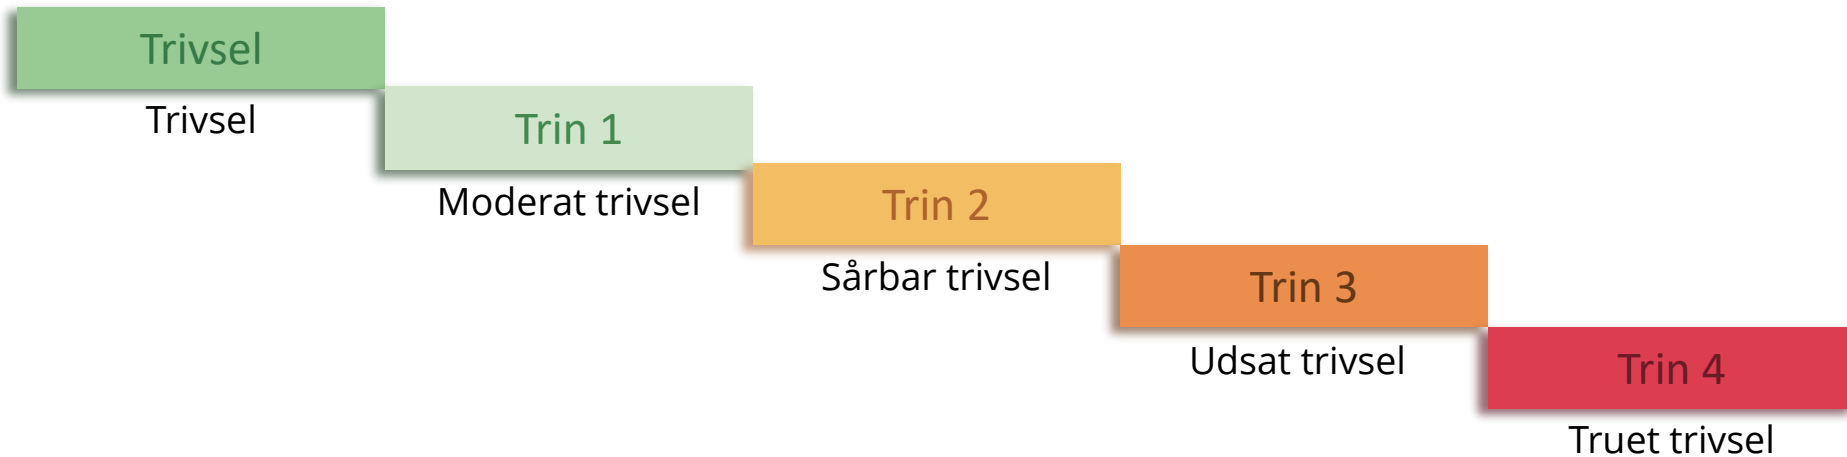 Trivsel
Trivsel
Trin 1
Moderat trivsel
Trin 2
Sårbar trivsel
Trin 3
Udsat trivsel
Trin 4
Truet trivsel